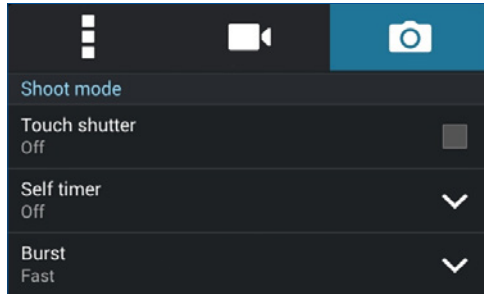 Shoot mode
Touch shutter
Off
Self timer
Off
Burst
Fast